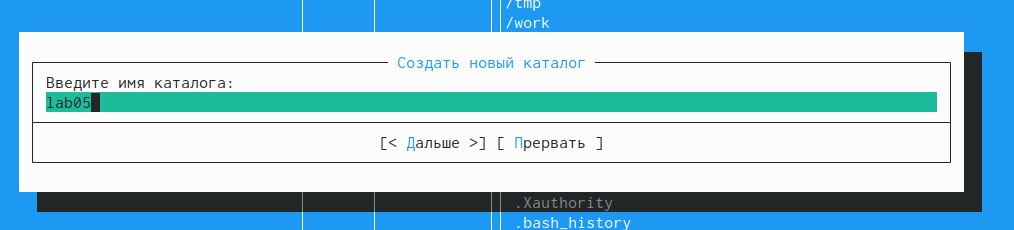 /tmp
/work
Создать новый каталог
Введите имя каталога:
lab05
[< Дальше >] [ Прервать ]
.Xauthority
.bash_history